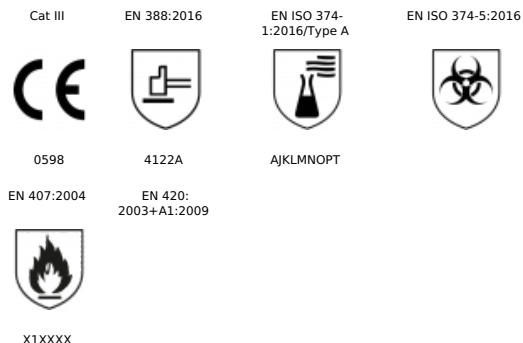 Cat III
EN 388:2016
EN ISO 374-
1:2016/Type A
EN ISO 374-5:2016
CE
0598
4122A
AJKLMNOPT
EN 407:2004
EN 420:
2003+A1:2009
X1XXXX